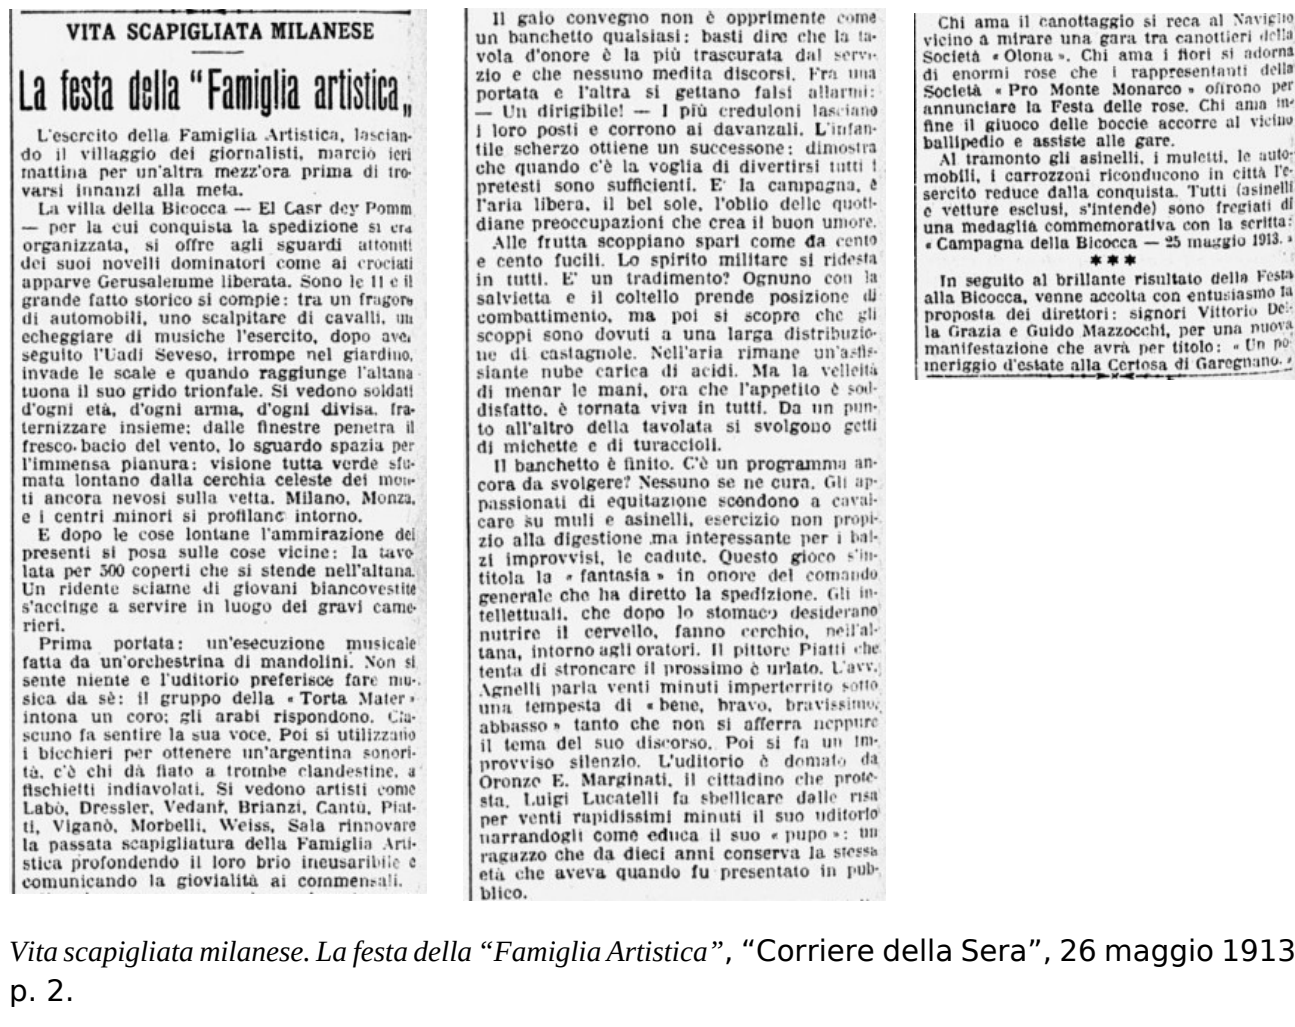 VITA SCAPIGLIATA MILANESE
La festa della "Famiglia artistica„
L'esercito della Famiglia Artistica, lascian-
do il villaggio dei giornalisti, marciò ieri
mattina per un'altra mezz'ora prima di tro-
varsi innanzi alla meta.
La villa della Bicocca — El Casr dey Pomm
— per la cui conquista la spedizione si era
organizzata, si offre agli sguardi attoniti
dei suoi novelli dominatori come ai crociati
apparve Gerusalemme liberata. Sono le 11 e il
grande fatto storico si compie: tra un fragore
di automobili, uno scalpitare di cavalli, un
echeggiare di musiche l'esercito, dopo aver
seguito l'Uadi Seveso, irrompe nel giardino,
invade le scale e quando raggiunge l'altana
tuona il suo grido trionfale. Si vedono soldati
d'ogni età, d'ogni arma, d'ogni divisa, fra-
ternizzare insieme; dalle finestre penetra il
fresco bacio del vento, lo sguardo spazia per
l'immensa pianura: visione tutta verde sfu-
mata lontano dalla cerchia celeste dei mon-
ti ancora nevosi sulla vetta. Milano, Monza,
e i centri minori si profilano intorno.
E dopo le cose lontane l'ammirazione dei
presenti si posa sulle cose vicine: la tavo
lata per 500 coperti che si stende nell'altana.
Un ridente sciame di giovani biancovestite
s'accinge a servire in luogo dei gravi came-
rieri.
Prima portata: un'esecuzione musicale
fatta da un'orchestrina di mandolini. Non si
sente niente e l'uditorio preferisce fare mu-
sica da sè: il gruppo della « Torta Mater »
intona un coro; gli arabi rispondono. Cia-
scuno fa sentire la sua voce. Poi si utilizzano
i bicchieri per ottenere un'argentina sonori-
tà, c'è chi dà fiato a trombe clandestine, a
fischietti indiavolati. Si vedono artisti come
Labò, Dressler, Vedani, Brianzi, Cantù, Piat-
ti, Viganò, Morbelli, Weiss, Sala rinnovare
la passata scapigliatura della Famiglia Arti-
stica profondendo il loro brio ineusaribile e
comunicando la giovialità ai commensali.
Il gaio convegno non è opprimente come
un banchetto qualsiasi: basti dire che la ta-
vola d'onore è la più trascurata dal servi-
zio e che nessuno medita discorsi. Fra una
portata e l'altra si gettano falsi allarmi:
— Un dirigibile! — I più creduloni lasciano
i loro posti e corrono ai davanzali. L'infan-
tile scherzo ottiene un successone: dimostra
che quando c'è la voglia di divertirsi tutti i
pretesti sono sufficienti. E' la campagna, è
l'aria libera, il bel sole, l'oblio delle quoti-
diane preoccupazioni che crea il buon umore.
Alle frutta scoppiano spari come da cento
e cento fucili. Lo spirito militare si ridesta
in tutti. E' un tradimento? Ognuno con la
salvietta e il coltello prende posizione di
combattimento, ma poi si scopre che gli
scoppi sono dovuti a una larga distribuzio-
ne di castagnole. Nell'aria rimane un'asfis-
siante nube carica di acidi. Ma la velleità
di menar le mani, ora che l'appetito è sod-
disfatto, è tornata viva in tutti. Da un pun-
to all'altro della tavolata si svolgono getti
di michette e di turaccioli.
Il banchetto è finito. C'è un programma an-
cora da svolgere? Nessuno se ne cura. Gli ap-
passionati di equitazione scendono a caval-
care su muli e asinelli, esercizio non propi-
zio alla digestione ma interessante per i bal-
zi improvvisi, le cadute. Questo gioco s'in-
titola la « fantasia » in onore del comando
generale che ha diretto la spedizione. Gli in-
tellettuali, che dopo lo stomaco desiderano
nutrire il cervello, fanno cerchio, nell'al-
tana, intorno agli oratori. Il pittore Piatti che
tenta di stroncare il prossimo è urlato. L'avv.
Agnelli parla venti minuti imperterrito sotto
una tempesta di « bene, bravo, bravissimo,
abbasso » tanto che non si afferra neppure
il tema del suo discorso. Poi si fa un im-
provviso silenzio. L'uditorio è domato da
Oronzo E. Marginati, il cittadino che prote-
sta. Luigi Lucatelli fa sbellicare dalle risa
per venti rapidissimi minuti il suo uditorio
narrandogli come educa il suo « pupo »: un
ragazzo che da dieci anni conserva la stessa
età che aveva quando fu presentato in pub-
blico.
Chi ama il canottaggio si reca al Naviglio
vicino a mirare una gara tra canottieri della
Società « Olona ». Chi ama i fiori si adorna
di enormi rose che i rappresentanti della
Società « Pro Monte Monarco » offrono per
annunciare la Festa delle rose. Chi ama in-
fine il giuoco delle boccie accorre al vicino
ballipedio e assiste alle gare.
Al tramonto gli asinelli, i muletti, le auto-
mobili, i carrozzoni riconducono in città l'e-
sercito reduce dalla conquista. Tutti (asinelli
e vetture esclusi, s'intende) sono fregiati di
una medaglia commemorativa con la scritta:
« Campagna della Bicocca — 25 maggio 1913. »
***
In seguito al brillante risultato della Festa
alla Bicocca, venne accolta con entusiasmo la
proposta dei direttori: signori Vittorio Del-
la Grazia e Guido Mazzocchi, per una nuova
manifestazione che avrà per titolo: « Un po-
meriggio d'estate alla Certosa di Garegnano. »
Vita scapigliata milanese. La festa della “Famiglia Artistica”, “Corriere della Sera”, 26 maggio 1913
p. 2.